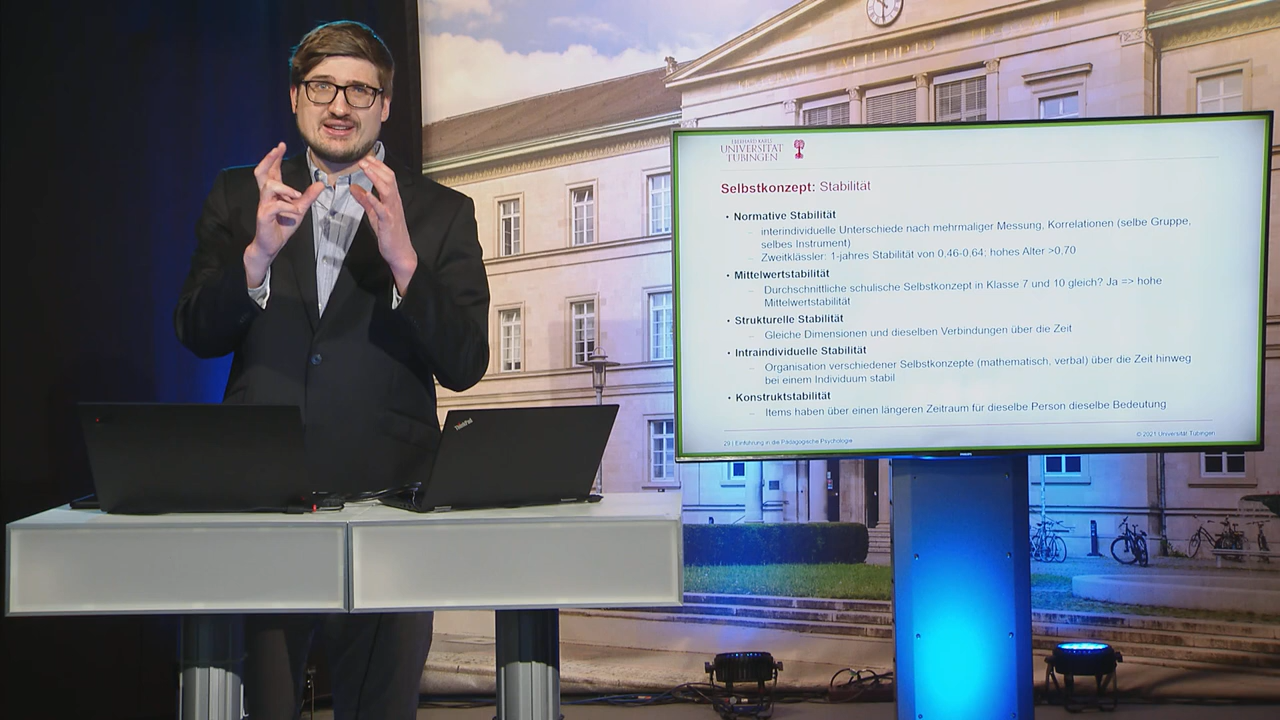 EBERHARD KARLS
UNIVERSITÄT
TÜBINGEN
Selbstkonzept: Stabilität
• Normative Stabilität
– interindividuelle Unterschiede nach mehrmaliger Messung, Korrelationen (selbe Gruppe,
selbes Instrument)
– Zweitklässler: 1-jahres Stabilität von 0,46-0,64; hohes Alter >0,70
• Mittelwertstabilität
– Durchschnittliche schulische Selbstkonzept in Klasse 7 und 10 gleich? Ja => hohe
Mittelwertstabilität
• Strukturelle Stabilität
– Gleiche Dimensionen und dieselben Verbindungen über die Zeit
• Intraindividuelle Stabilität
– Organisation verschiedener Selbstkonzepte (mathematisch, verbal) über die Zeit hinweg
bei einem Individuum stabil
• Konstruktstabilität
– Items haben über einen längeren Zeitraum für dieselbe Person dieselbe Bedeutung
29 | Einführung in die Pädagogische Psychologie
© 2021 Universität Tübingen
PHILIPS
ThinkPad